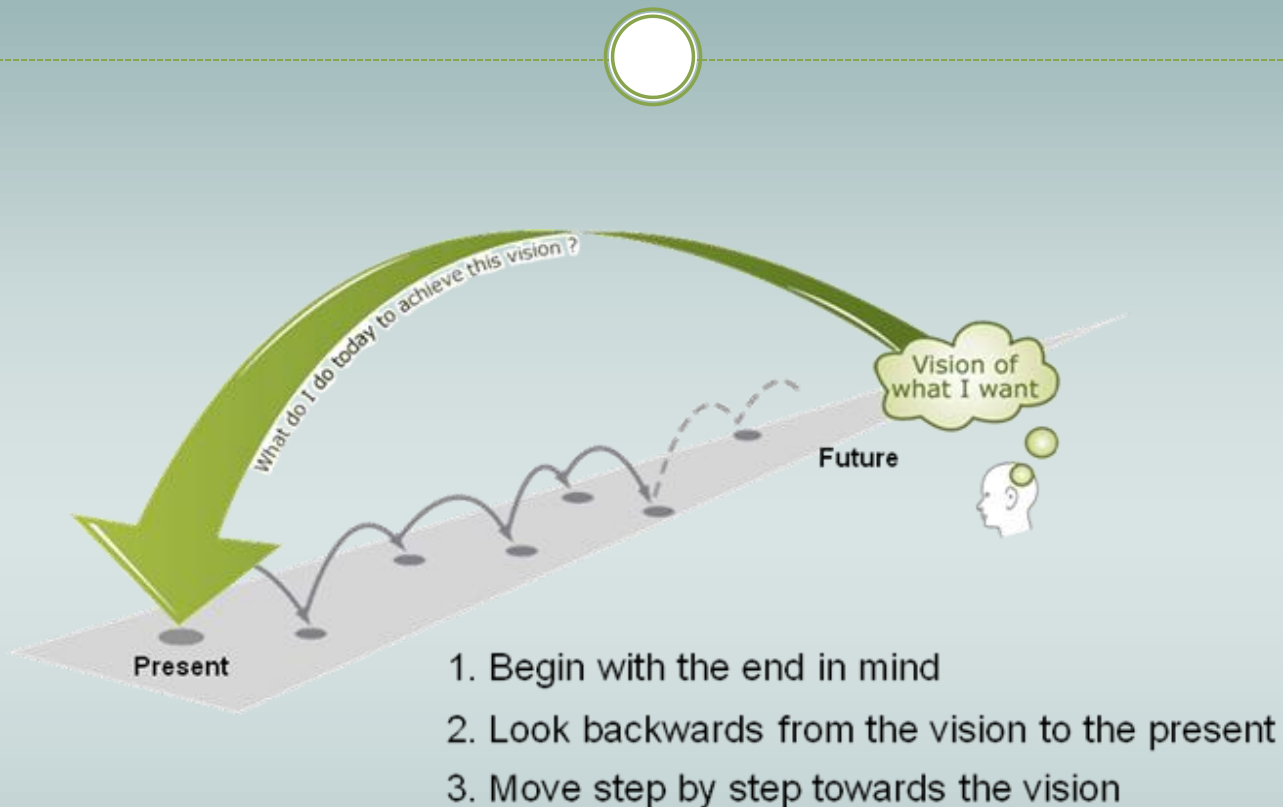 What do I do today to achieve this vision ?
Vision of
what I want
Future
Present
1. Begin with the end in mind
2. Look backwards from the vision to the present
3. Move step by step towards the vision